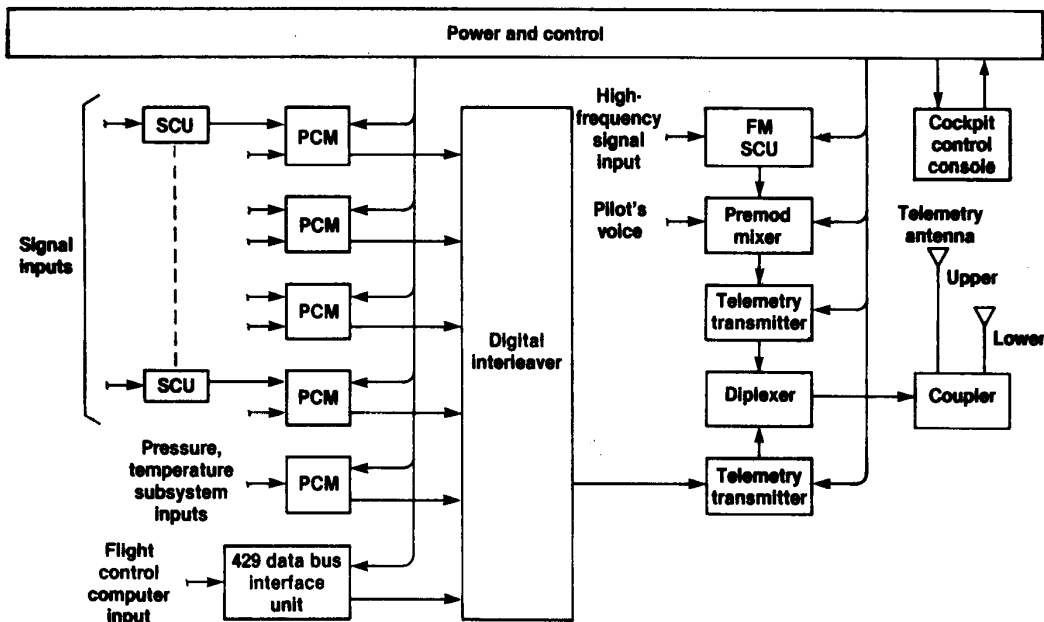 Power and control
Signal
inputs
SCU
SCU
PCM
PCM
PCM
PCM
PCM
Pressure,
temperature
subsystem
inputs
Flight
control
computer
input
429 data bus
interface
unit
Digital
interleaver
High-
frequency
signal
input
FM
SCU
Pilot's
voice
Premod
mixer
Telemetry
transmitter
Diplexer
Telemetry
transmitter
Cockpit
control
console
Telemetry
antenna
Upper
Lower
Coupler